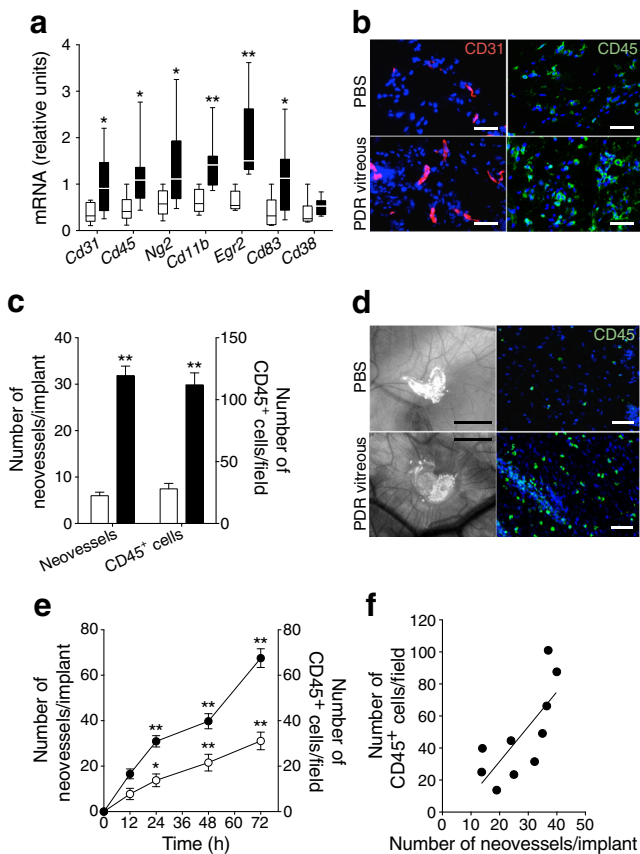 a
mRNA (relative units)
4
3
2
1
0
* * * ** ** *
Cd31 Cd45 Ng2 Cd11b Egr2 Cd83 Cd38
b
CD31 CD45
PBS
PDR vitreous
c
Number of
neovessels/implant
40
30
20
10
0
** **
150
100
50
0
Number of
CD45+ cells/field
Neovessels CD45+ cells
d
CD45
PBS
PDR vitreous
e
Number of
neovessels/implant
80
60
40
20
0
** ** **
* ** **
80
60
40
20
0
Number of
CD45+ cells/field
0 12 24 48 72
Time (h)
f
Number of
CD45+ cells/field
120
100
80
60
40
20
0
0 10 20 30 40 50
Number of neovessels/implant